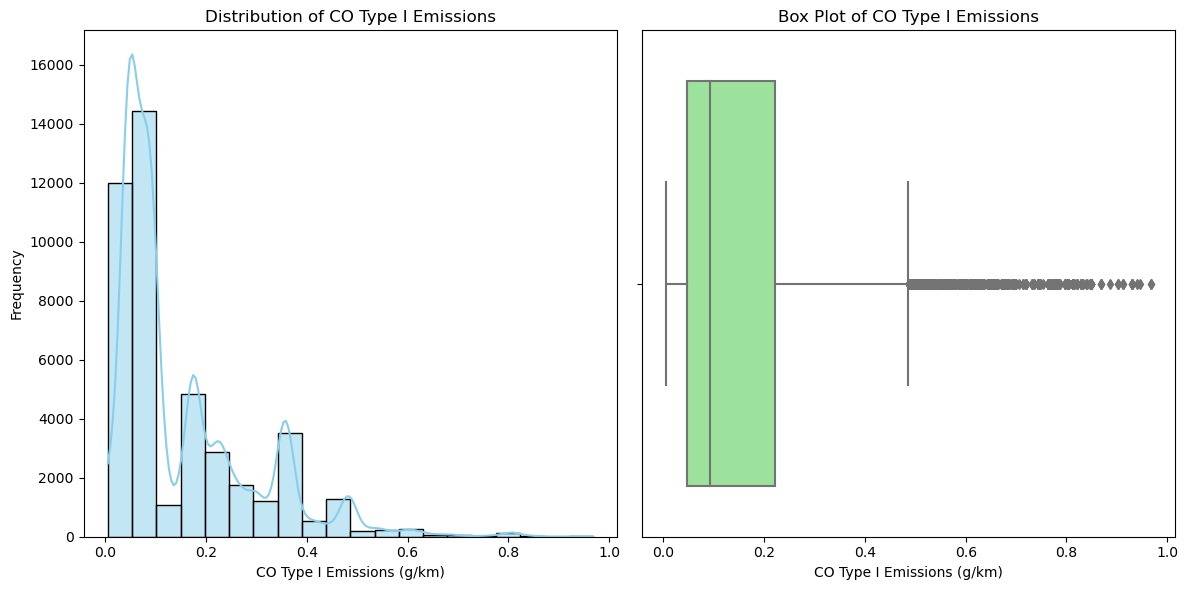 Distribution of CO Type I Emissions
16000
14000
12000
10000
8000
6000
4000
2000
0
Frequency
0.0 0.2 0.4 0.6 0.8 1.0
CO Type I Emissions (g/km)
Box Plot of CO Type I Emissions
0.0 0.2 0.4 0.6 0.8 1.0
CO Type I Emissions (g/km)